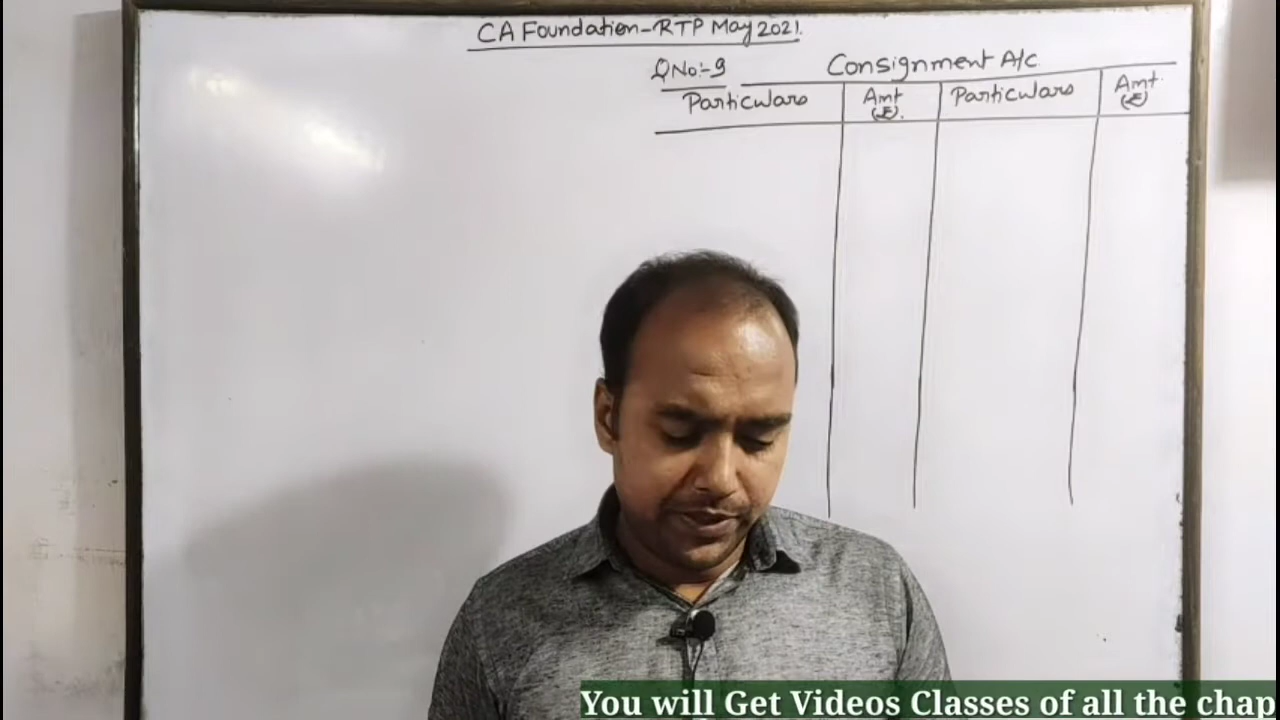 CA Foundation-RTP May 2021.
QNo:-9
Consignment A/c
Particulars Amt (₹). Particulars Amt. (₹)
You will Get Videos Classes of all the chap